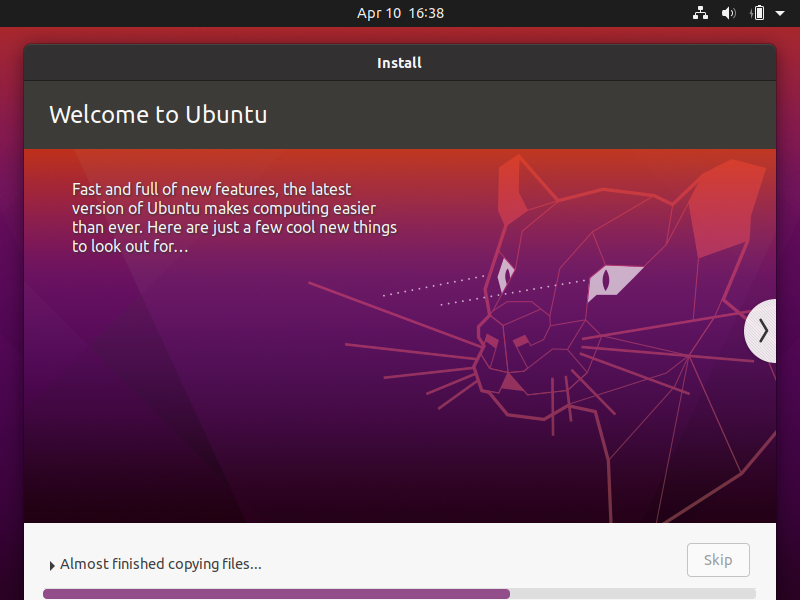 Apr 10 16:38
Install
Welcome to Ubuntu
Fast and full of new features, the latest
version of Ubuntu makes computing easier
than ever. Here are just a few cool new things
to look out for…
Almost finished copying files...
Skip